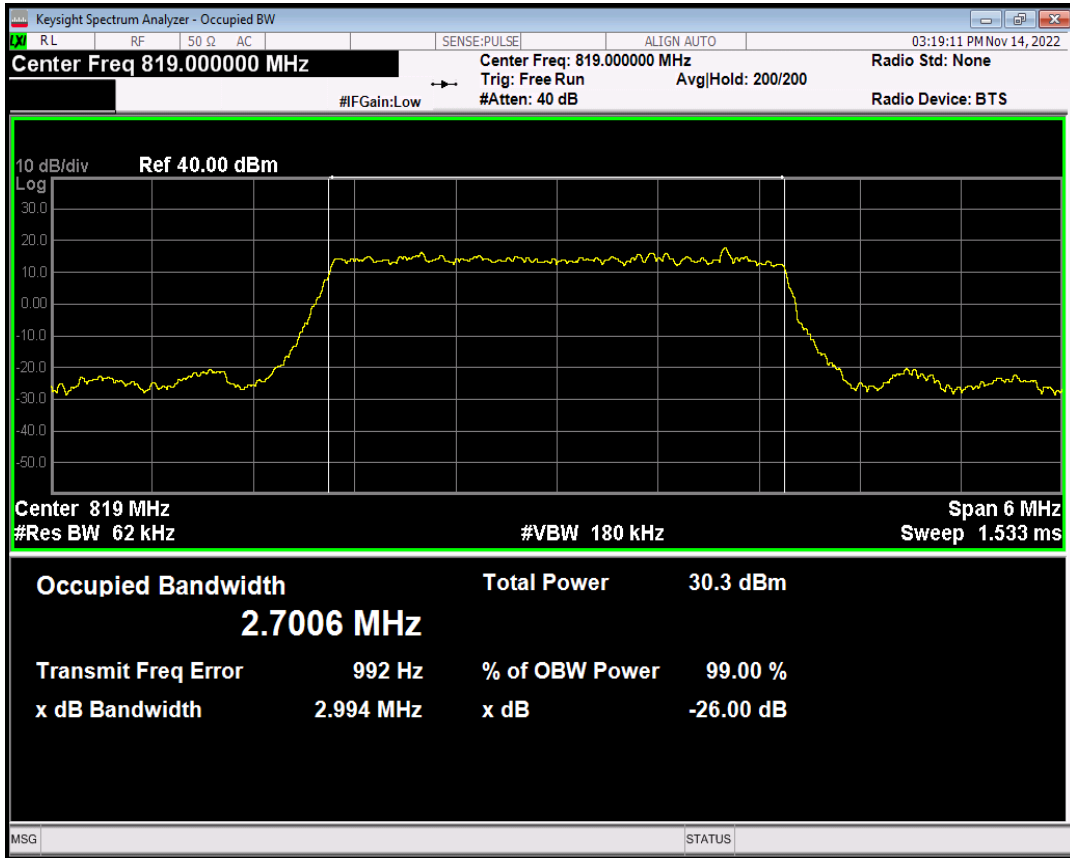 Keysight Spectrum Analyzer - Occupied BW
LXI RL RF 50 Ω AC SENSE:PULSE ALIGN AUTO 03:19:11 PM Nov 14, 2022
Center Freq 819.000000 MHz Center Freq: 819.000000 MHz Radio Std: None
Trig: Free Run Avg|Hold: 200/200
#IFGain:Low #Atten: 40 dB Radio Device: BTS
10 dB/div Ref 40.00 dBm
Log
30.0
20.0
10.0
0.00
-10.0
-20.0
-30.0
-40.0
-50.0
Center 819 MHz Span 6 MHz
#Res BW 62 kHz #VBW 180 kHz Sweep 1.533 ms
Occupied Bandwidth Total Power 30.3 dBm
2.7006 MHz
Transmit Freq Error 992 Hz % of OBW Power 99.00 %
x dB Bandwidth 2.994 MHz x dB -26.00 dB
MSG STATUS